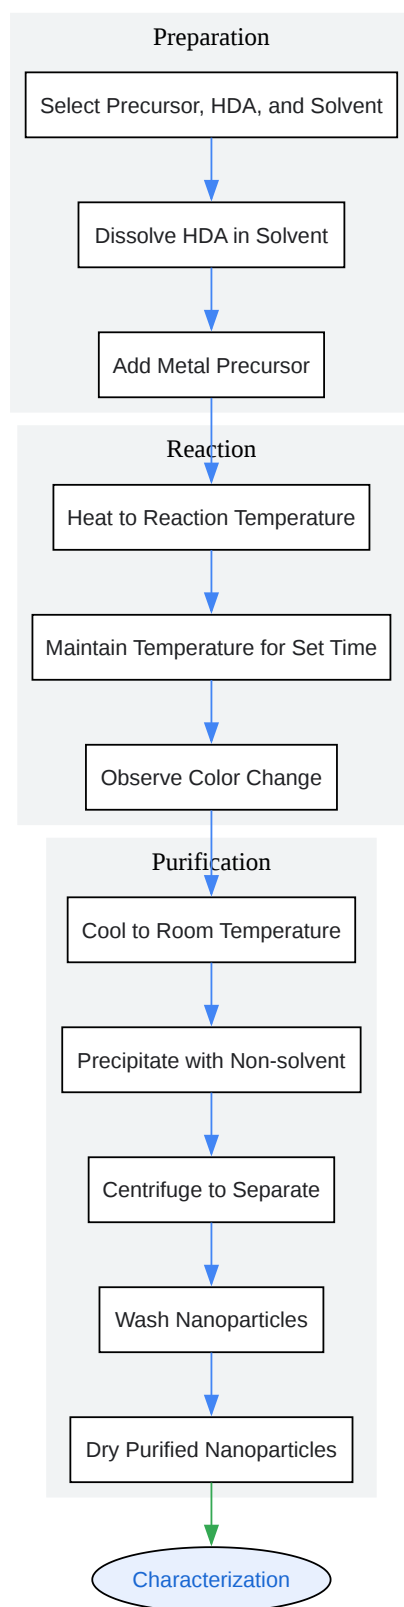 Preparation
Select Precursor, HDA, and Solvent
Dissolve HDA in Solvent
Add Metal Precursor
Reaction
Heat to Reaction Temperature
Maintain Temperature for Set Time
Observe Color Change
Purification
Cool to Room Temperature
Precipitate with Non-solvent
Centrifuge to Separate
Wash Nanoparticles
Dry Purified Nanoparticles
Characterization